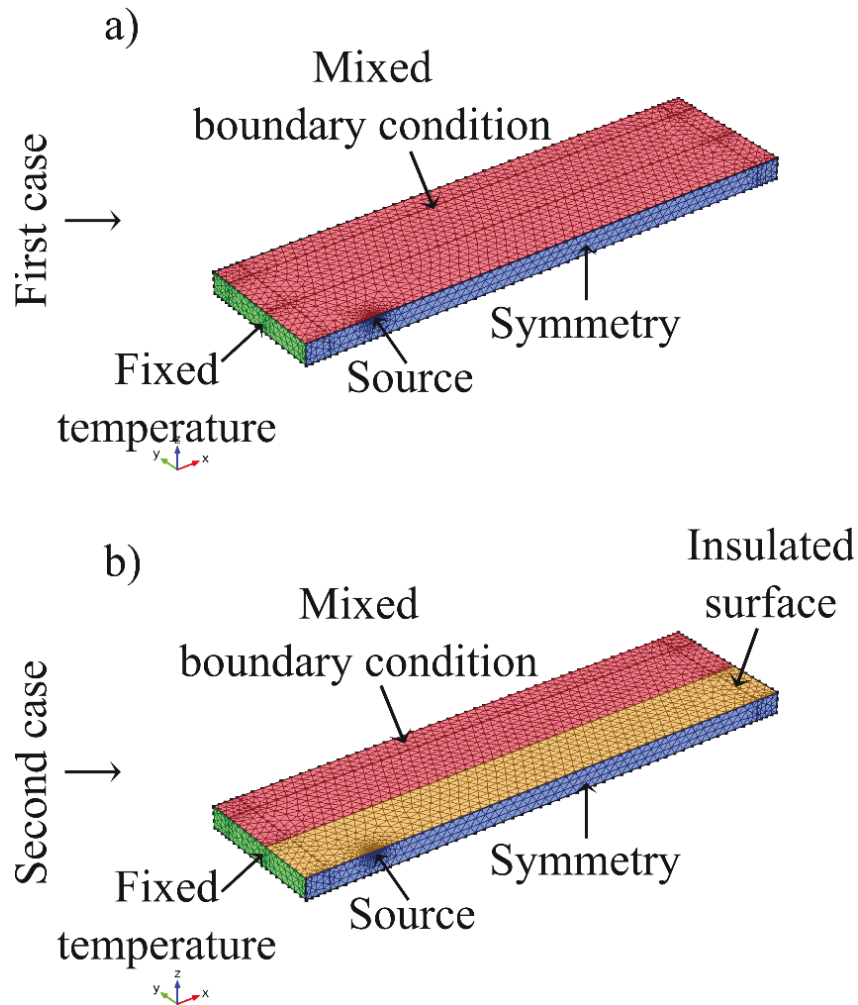 a)
First case
Mixed
boundary condition
Symmetry
Source
Fixed
temperature
z
y
x
b)
Second case
Insulated
surface
Mixed
boundary condition
Symmetry
Source
Fixed
temperature
z
y
x